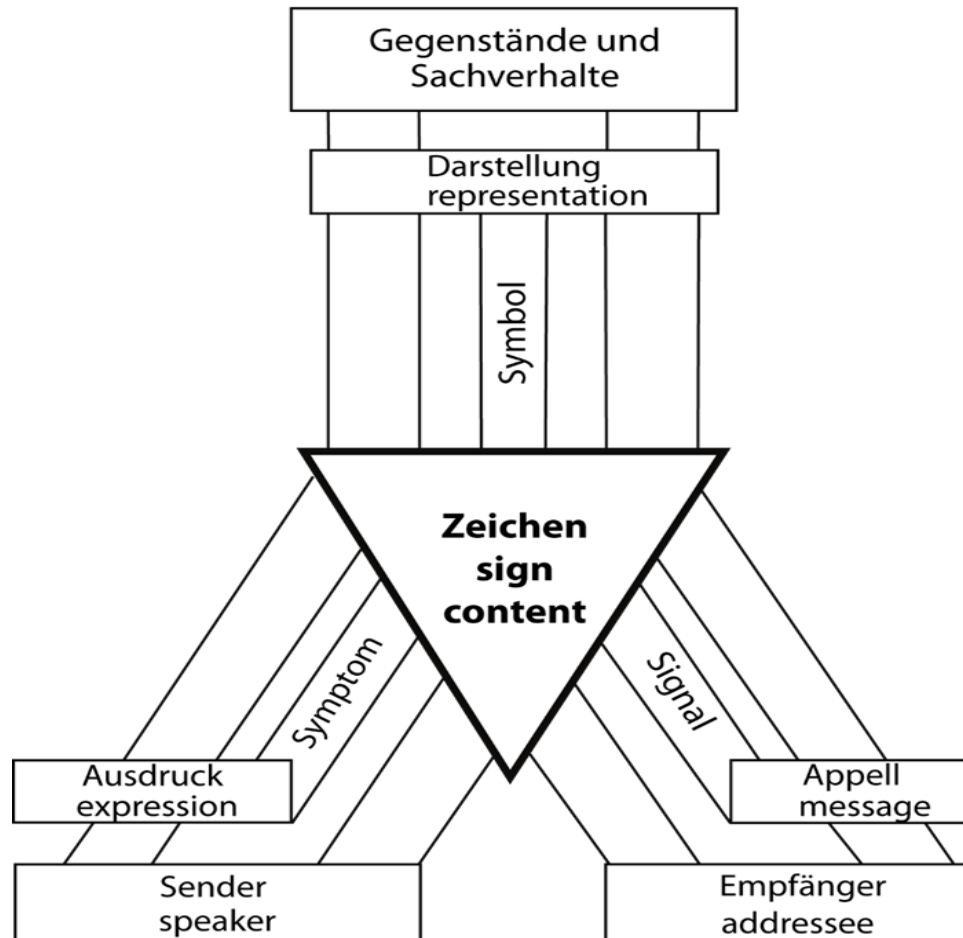 Gegenstände und
Sachverhalte
Darstellung
representation
Symbol
Zeichen
sign
content
Symptom
Signal
Ausdruck
expression
Appell
message
Sender
speaker
Empfänger
addressee